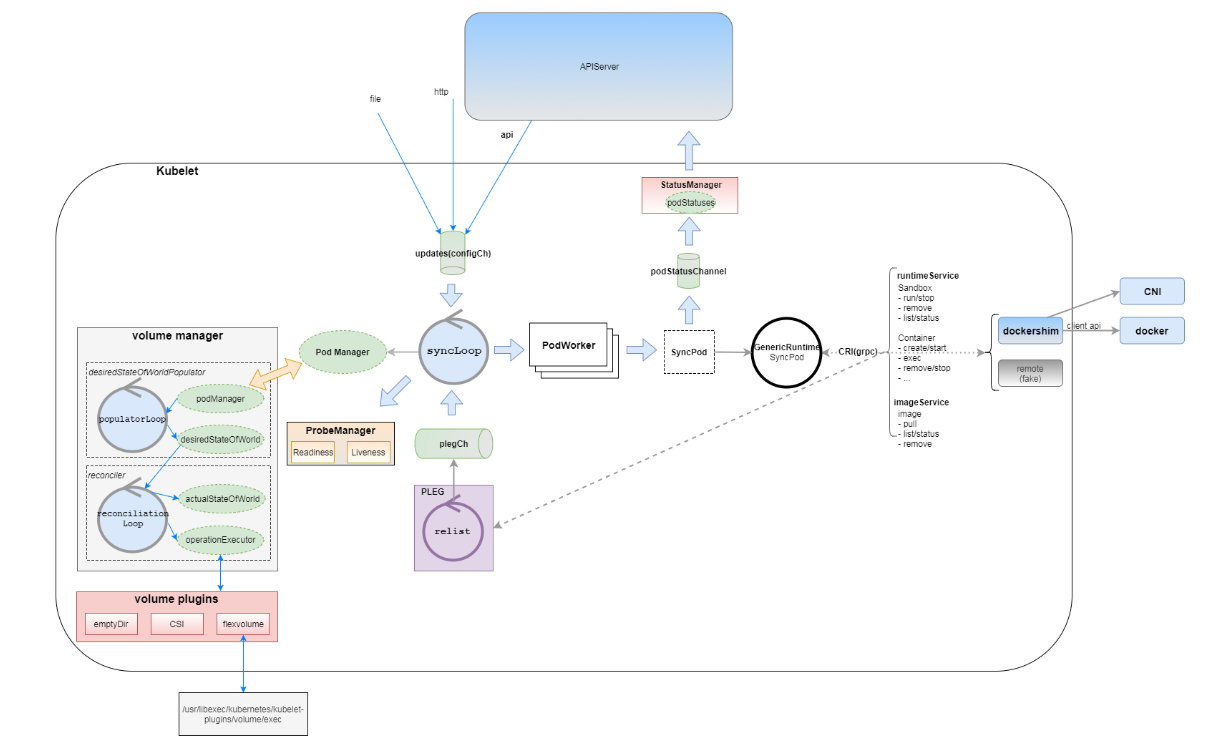 APIServer
file
http
api
Kubelet
StatusManager
podStatuses
updates(configCh)
podStatusChannel
runtimeService
Sandbox
- run/stop
- remove
- list/status
Container
- create/start
- exec
- remove/stop
- ...
imageService
image
- pull
- list/status
- remove
CNI
dockershim
client api
docker
remote
(fake)
volume manager
Pod Manager
syncLoop
PodWorker
SyncPod
GenericRuntime
SyncPod
CRI(grpc)
desiredStateOfWorldPopulator
podManager
populatorLoop
desiredStateOfWorld
ProbeManager
Readiness
Liveness
plegCh
reconciler
actualStateOfWorld
reconciliation
Loop
operationExecutor
PLEG
relist
volume plugins
emptyDir
CSI
flexvolume
/usr/libexec/kubernetes/kubelet-
plugins/volume/exec